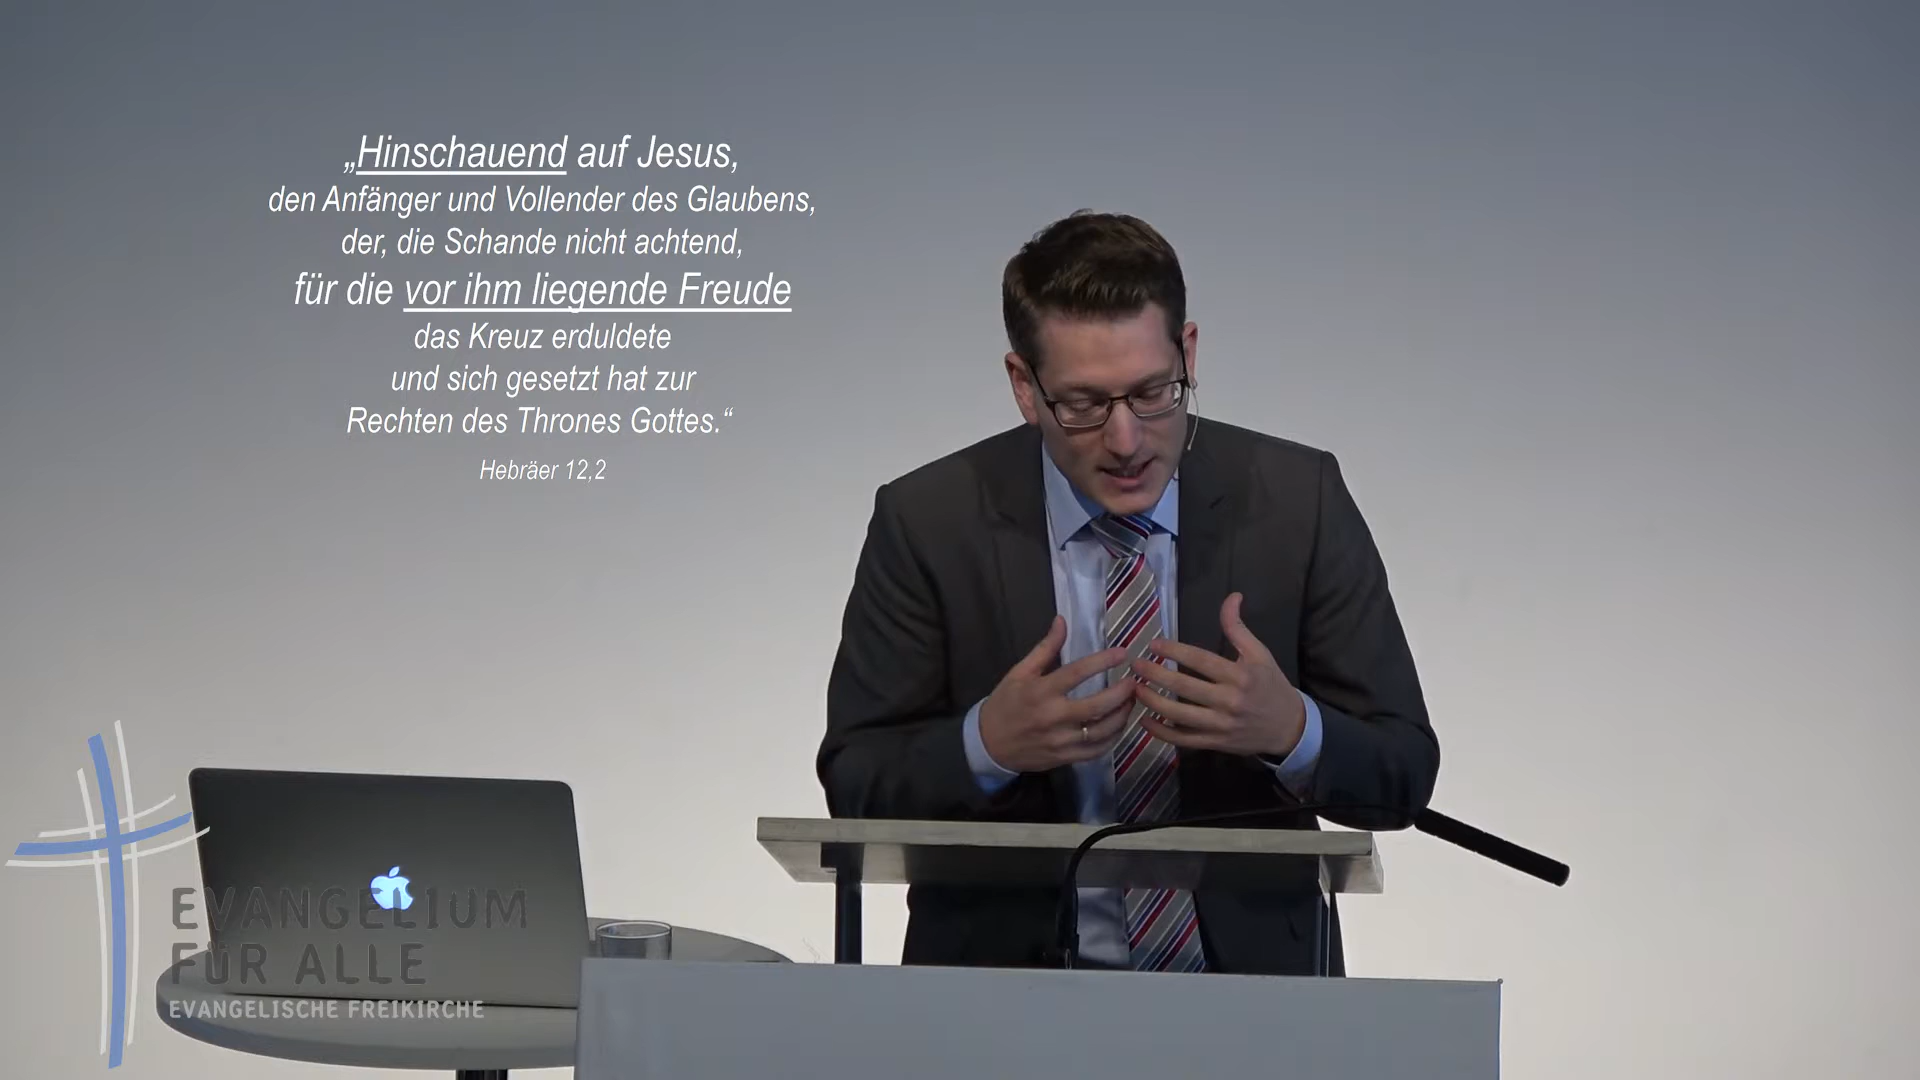 „Hinschauend auf Jesus,
den Anfänger und Vollender des Glaubens,
der, die Schande nicht achtend,
für die vor ihm liegende Freude
das Kreuz erduldete
und sich gesetzt hat zur
Rechten des Thrones Gottes.“
Hebräer 12,2
EVANGELIUM
FÜR ALLE
EVANGELISCHE FREIKIRCHE